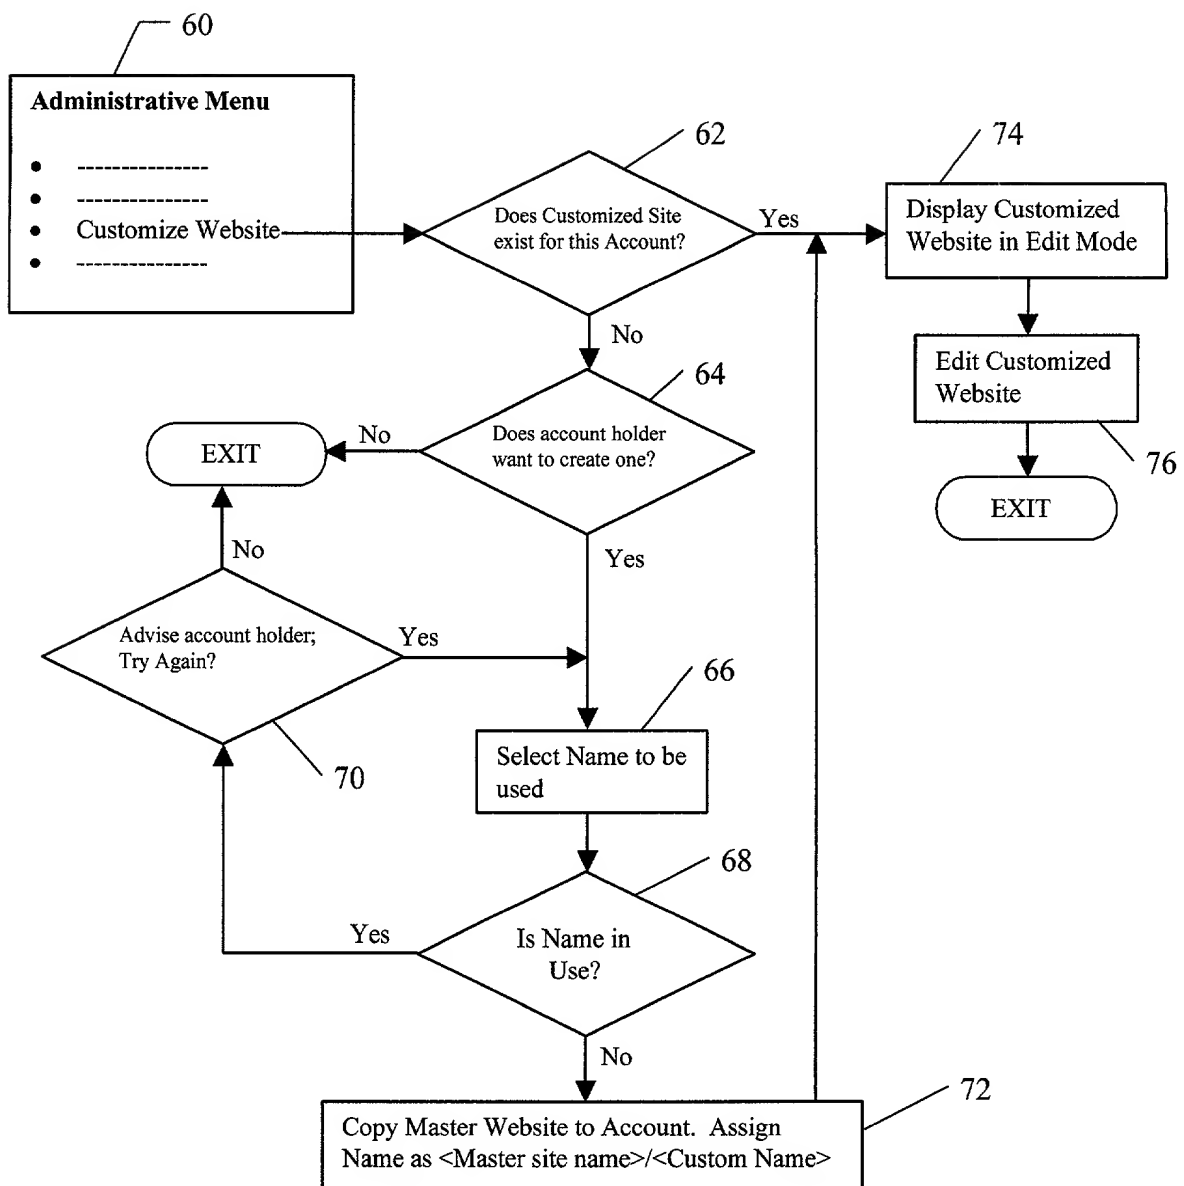 60
Administrative Menu
• ---------------
• ---------------
• Customize Website
• ---------------
62
Does Customized Site
exist for this Account?
Yes
No
74
Display Customized
Website in Edit Mode
Edit Customized
Website
76
EXIT
64
Does account holder
want to create one?
No
EXIT
Yes
No
Advise account holder;
Try Again?
Yes
70
66
Select Name to be
used
68
Is Name in
Use?
Yes
No
72
Copy Master Website to Account. Assign
Name as <Master site name>/<Custom Name>